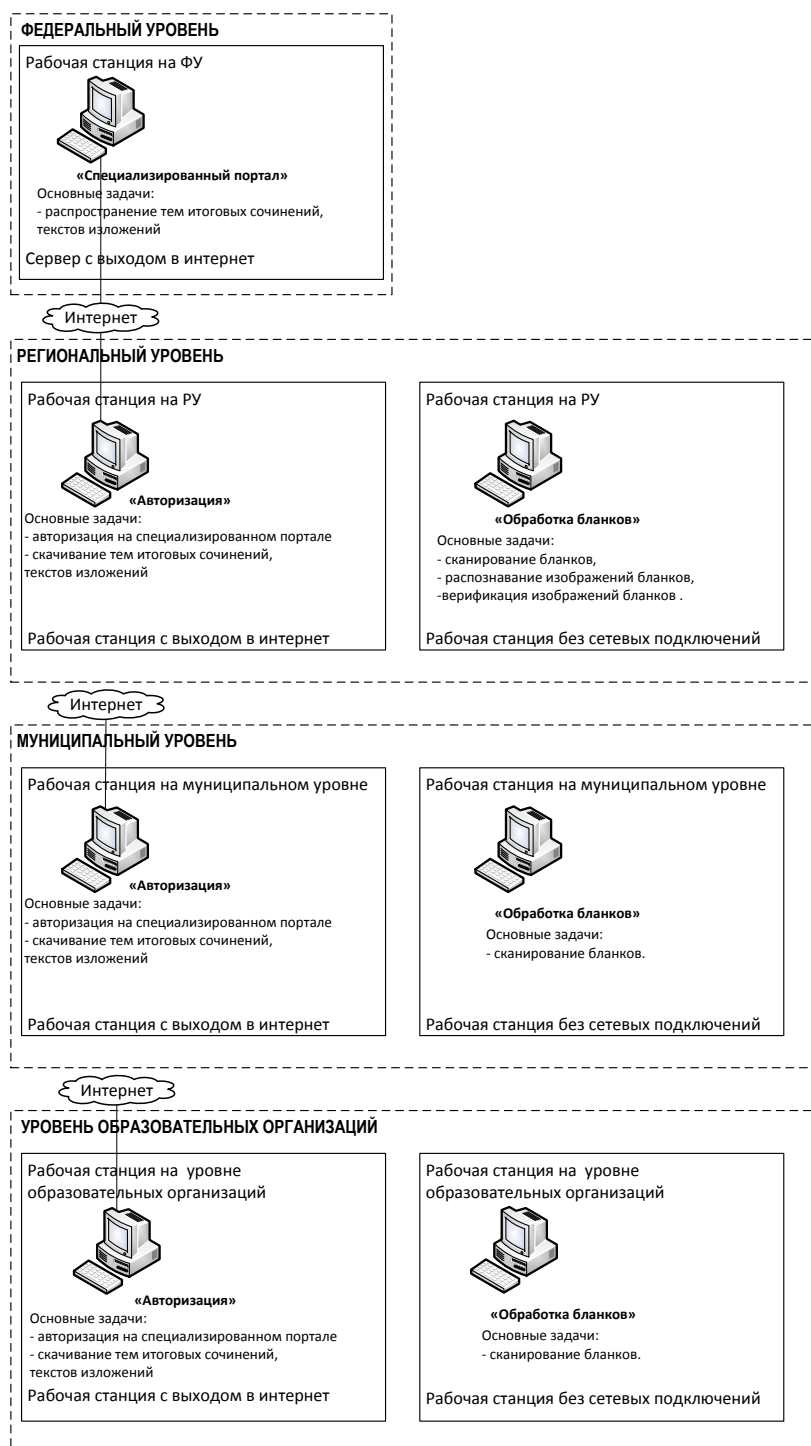 ФЕДЕРАЛЬНЫЙ УРОВЕНЬ
Рабочая станция на ФУ
«Специализированный портал»
Основные задачи:
- распространение тем итоговых сочинений,
текстов изложений
Сервер с выходом в интернет
Интернет
РЕГИОНАЛЬНЫЙ УРОВЕНЬ
Рабочая станция на РУ
«Авторизация»
Основные задачи:
- авторизация на специализированном портале
- скачивание тем итоговых сочинений,
текстов изложений
Рабочая станция с выходом в интернет
Рабочая станция на РУ
«Обработка бланков»
Основные задачи:
- сканирование бланков,
- распознавание изображений бланков,
-верификация изображений бланков .
Рабочая станция без сетевых подключений
Интернет
МУНИЦИПАЛЬНЫЙ УРОВЕНЬ
Рабочая станция на муниципальном уровне
«Авторизация»
Основные задачи:
- авторизация на специализированном портале
- скачивание тем итоговых сочинений,
текстов изложений
Рабочая станция с выходом в интернет
Рабочая станция на муниципальном уровне
«Обработка бланков»
Основные задачи:
- сканирование бланков.
Рабочая станция без сетевых подключений
Интернет
УРОВЕНЬ ОБРАЗОВАТЕЛЬНЫХ ОРГАНИЗАЦИЙ
Рабочая станция на уровне
образовательных организаций
«Авторизация»
Основные задачи:
- авторизация на специализированном портале
- скачивание тем итоговых сочинений,
текстов изложений
Рабочая станция с выходом в интернет
Рабочая станция на уровне
образовательных организаций
«Обработка бланков»
Основные задачи:
- сканирование бланков.
Рабочая станция без сетевых подключений